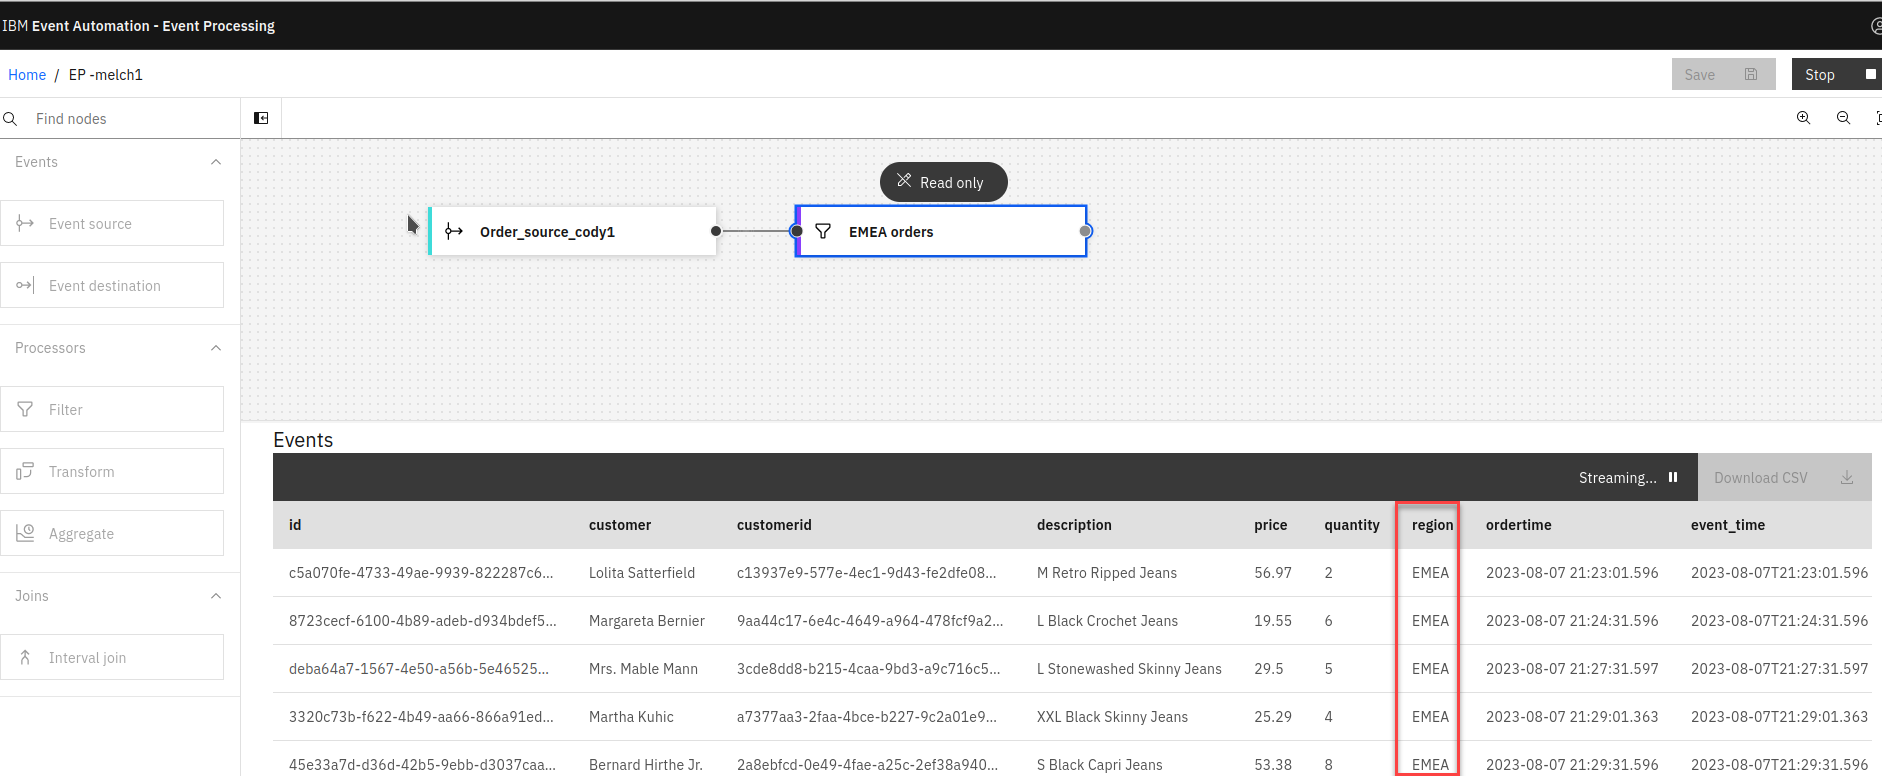 IBM Event Automation - Event Processing
Home / EP -melch1
Save
Stop
Find nodes
Events
Event source
Event destination
Processors
Filter
Transform
Aggregate
Joins
Interval join
Read only
Order_source_cody1
EMEA orders
Events
Streaming...
Download CSV
id customer customerid description price quantity region ordertime event_time
c5a070fe-4733-49ae-9939-822287c6... Lolita Satterfield c13937e9-577e-4ec1-9d43-fe2dfe08... M Retro Ripped Jeans 56.97 2 EMEA 2023-08-07 21:23:01.596 2023-08-07T21:23:01.596
8723cecf-6100-4b89-adeb-d934bdef5... Margareta Bernier 9aa44c17-6e4c-4649-a964-478fcf9a2... L Black Crochet Jeans 19.55 6 EMEA 2023-08-07 21:24:31.596 2023-08-07T21:24:31.596
deba64a7-1567-4e50-a56b-5e46525... Mrs. Mable Mann 3cde8dd8-b215-4caa-9bd3-a9c716c5... L Stonewashed Skinny Jeans 29.5 5 EMEA 2023-08-07 21:27:31.597 2023-08-07T21:27:31.597
3320c73b-f622-4b49-aa66-866a91ed... Martha Kuhic a7377aa3-2faa-4bce-b227-9c2a01e9... XXL Black Skinny Jeans 25.29 4 EMEA 2023-08-07 21:29:01.363 2023-08-07T21:29:01.363
45e33a7d-d36d-42b5-9ebb-d3037caa... Bernard Hirthe Jr. 2a8ebfcd-0e49-4fae-a25c-2ef38a940... S Black Capri Jeans 53.38 8 EMEA 2023-08-07 21:29:31.596 2023-08-07T21:29:31.596